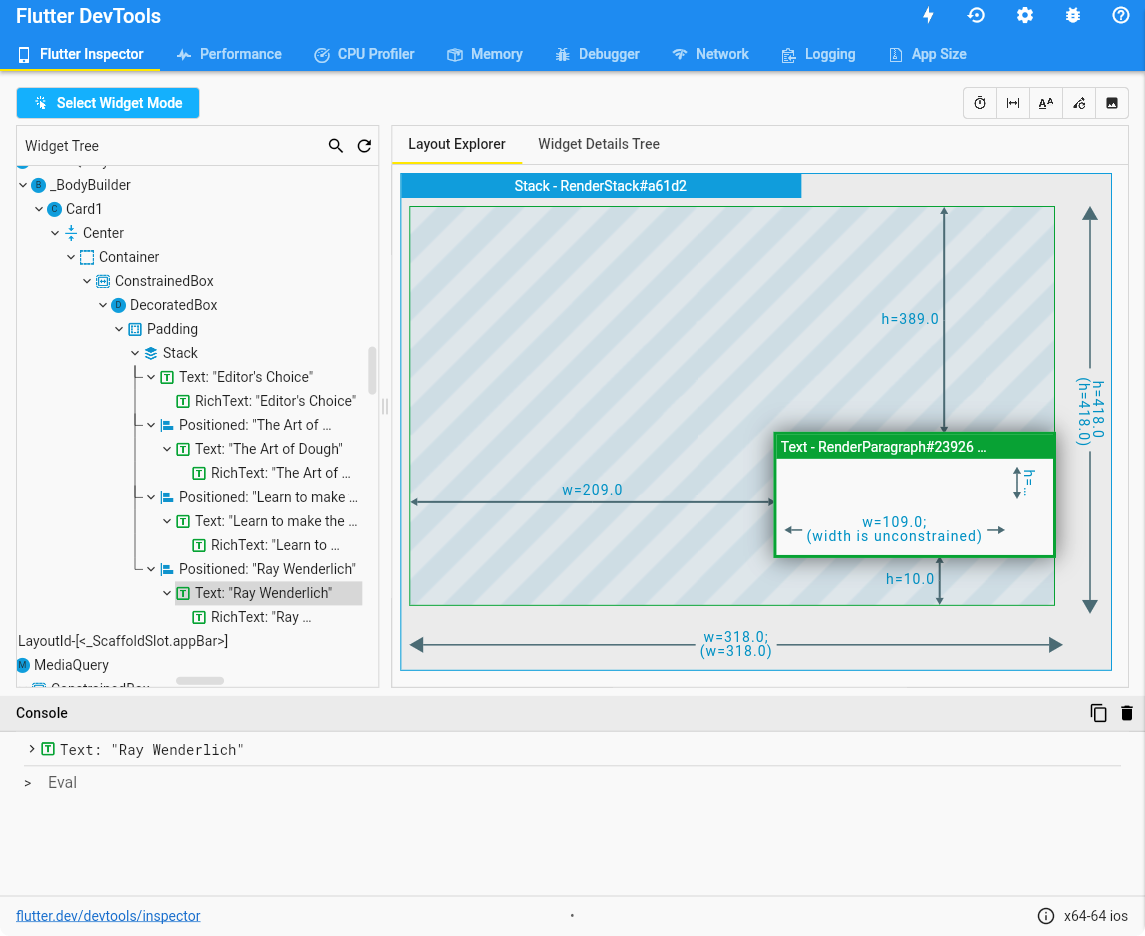 Flutter DevTools
Flutter Inspector
Performance
CPU Profiler
Memory
Debugger
Network
Logging
App Size
Select Widget Mode
Widget Tree
_BodyBuilder
Card1
Center
Container
ConstrainedBox
DecoratedBox
Padding
Stack
Text: "Editor's Choice"
RichText: "Editor's Choice"
Positioned: "The Art of ...
Text: "The Art of Dough"
RichText: "The Art of ...
Positioned: "Learn to make ...
Text: "Learn to make the ...
RichText: "Learn to ...
Positioned: "Ray Wenderlich"
Text: "Ray Wenderlich"
RichText: "Ray ...
LayoutId-[<_ScaffoldSlot.appBar>]
MediaQuery
ConstrainedBox
Layout Explorer
Widget Details Tree
Stack - RenderStack#a61d2
h=389.0
h=418.0
(h=418.0)
Text - RenderParagraph#23926 ...
h=
...
w=209.0
w=109.0;
(width is unconstrained)
h=10.0
w=318.0;
(w=318.0)
Console
Text: "Ray Wenderlich"
> Eval
flutter.dev/devtools/inspector
x64-64 ios